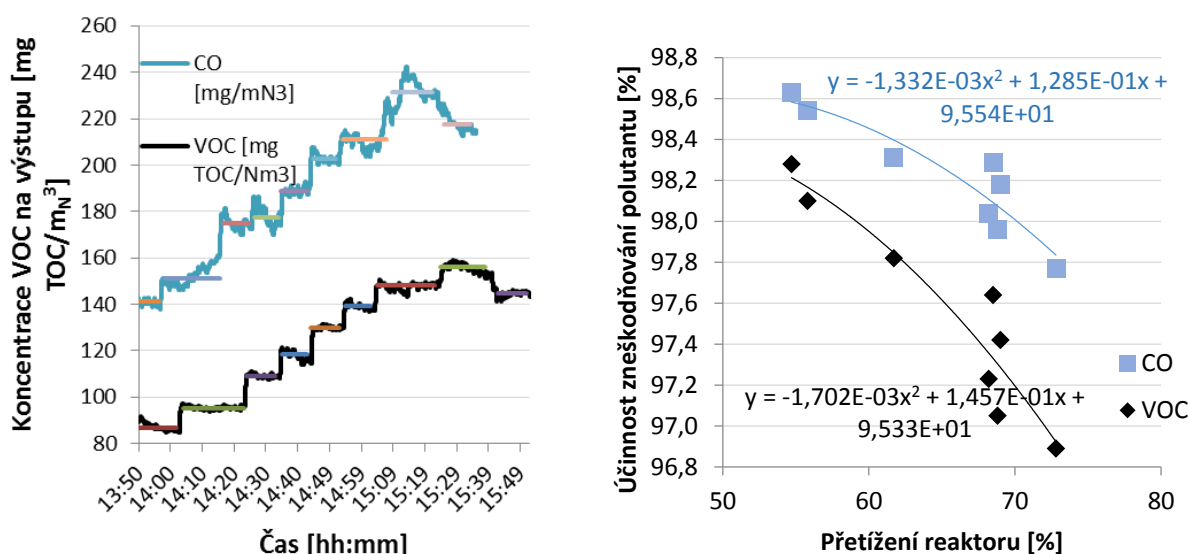 Koncentrace VOC na výstupu [mg
TOC/m_N³]
260
240
220
200
180
160
140
120
100
80
CO
[mg/mN3]
VOC [mg
TOC/Nm3]
13:50
14:00
14:10
14:20
14:30
14:40
14:49
14:59
15:09
15:19
15:29
15:39
15:49
Čas [hh:mm]
Účinnost zneškodňování polutantu [%]
98,8
98,6
98,4
98,2
98,0
97,8
97,6
97,4
97,2
97,0
96,8
y = -1,332E-03x² + 1,285E-01x +
9,554E+01
y = -1,702E-03x² + 1,457E-01x +
9,533E+01
CO
VOC
50
60
70
80
Přetížení reaktoru [%]